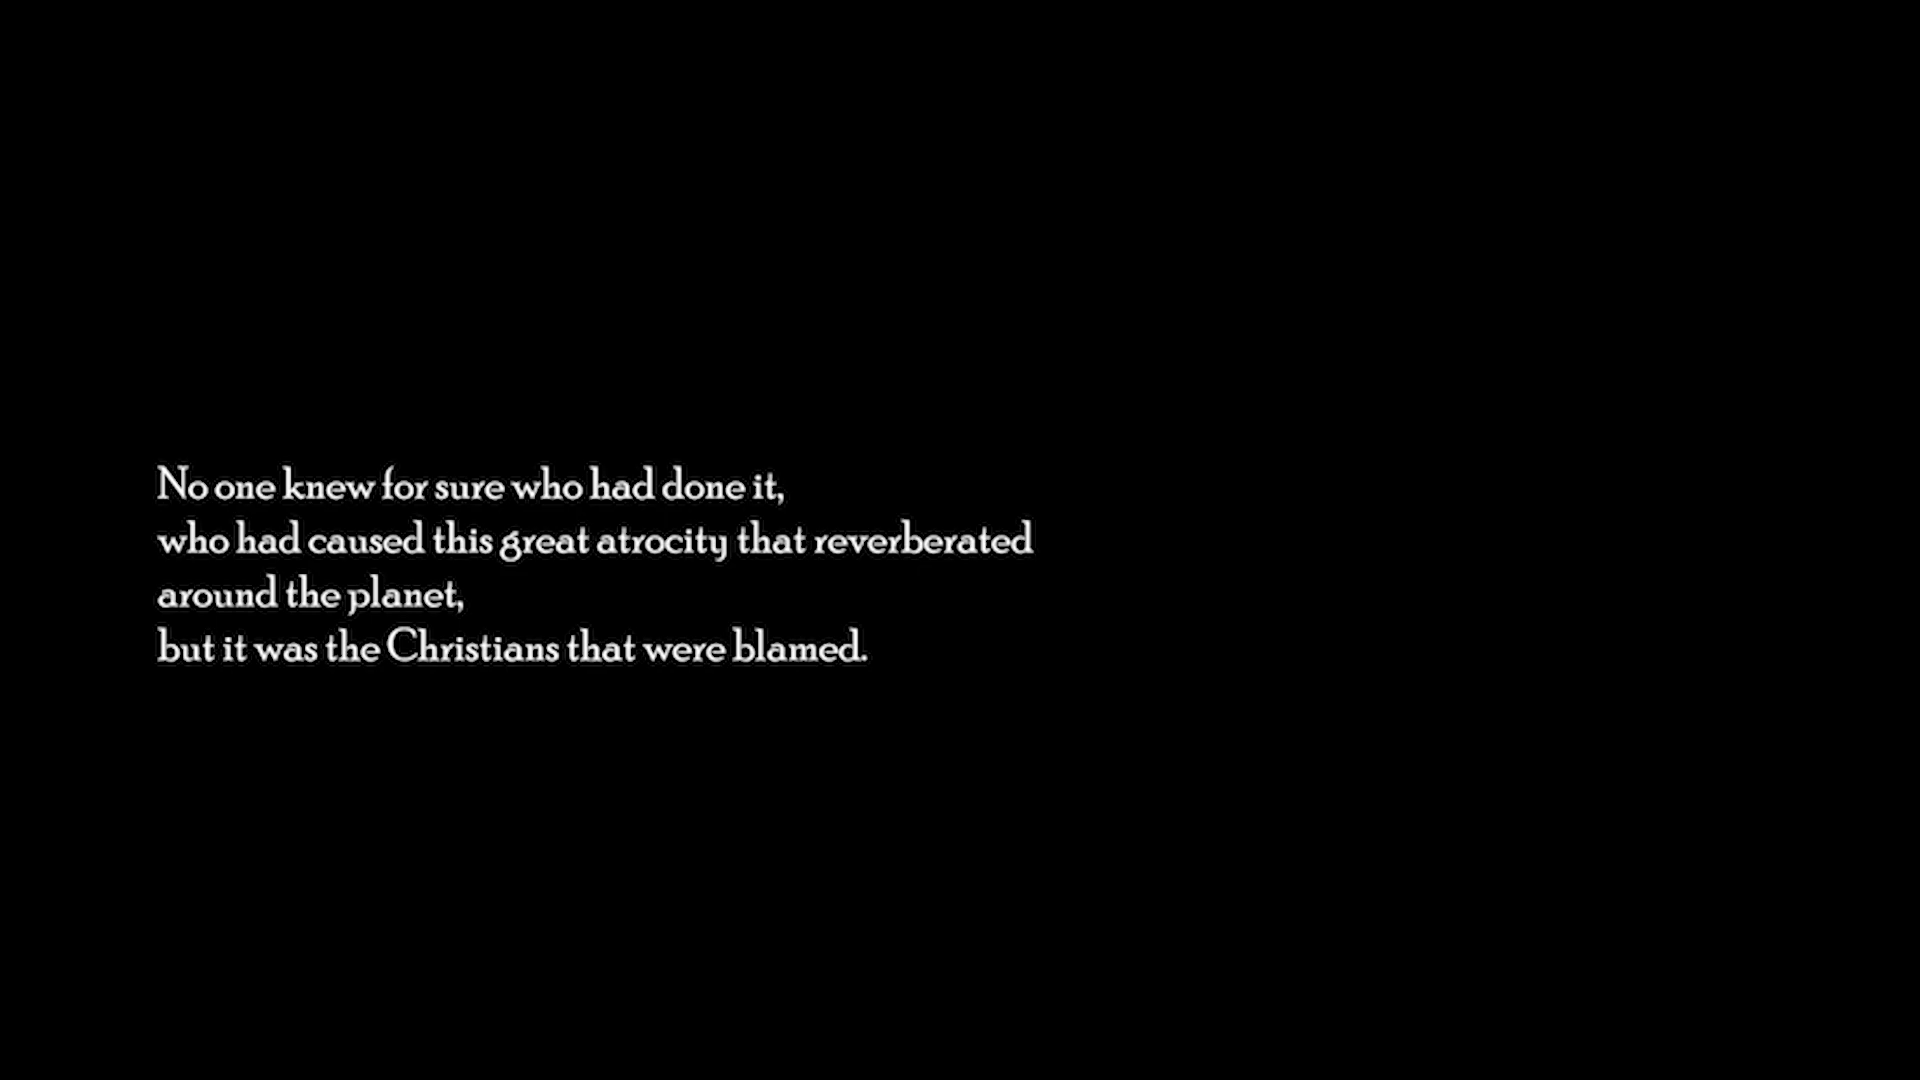 No one knew for sure who had done it,
who had caused this great atrocity that reverberated
around the planet,
but it was the Christians that were blamed.